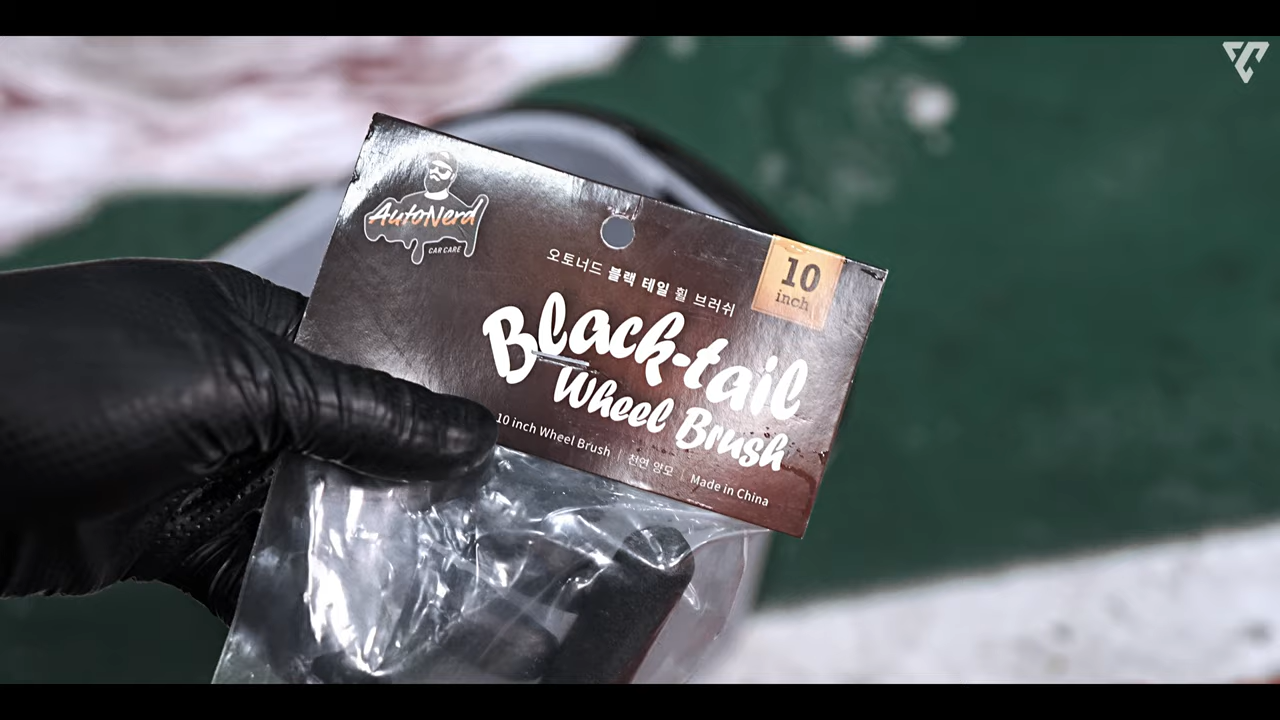 AutoNerd
CAR CARE
오토너드 블랙 테일 휠 브러쉬
10
inch
Black-tail
Wheel Brush
10 inch Wheel Brush | 천연 양모 | Made in China